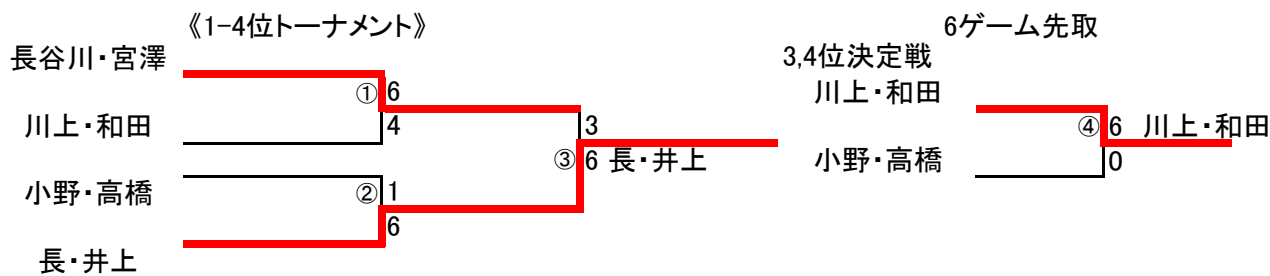 《1-4位トーナメント》
長谷川・宮澤
① 6
川上・和田
4
小野・高橋
② 1
6
長・井上
3
③ 6 長・井上
6ゲーム先取
3,4位決定戦
川上・和田
④ 6 川上・和田
小野・高橋
0